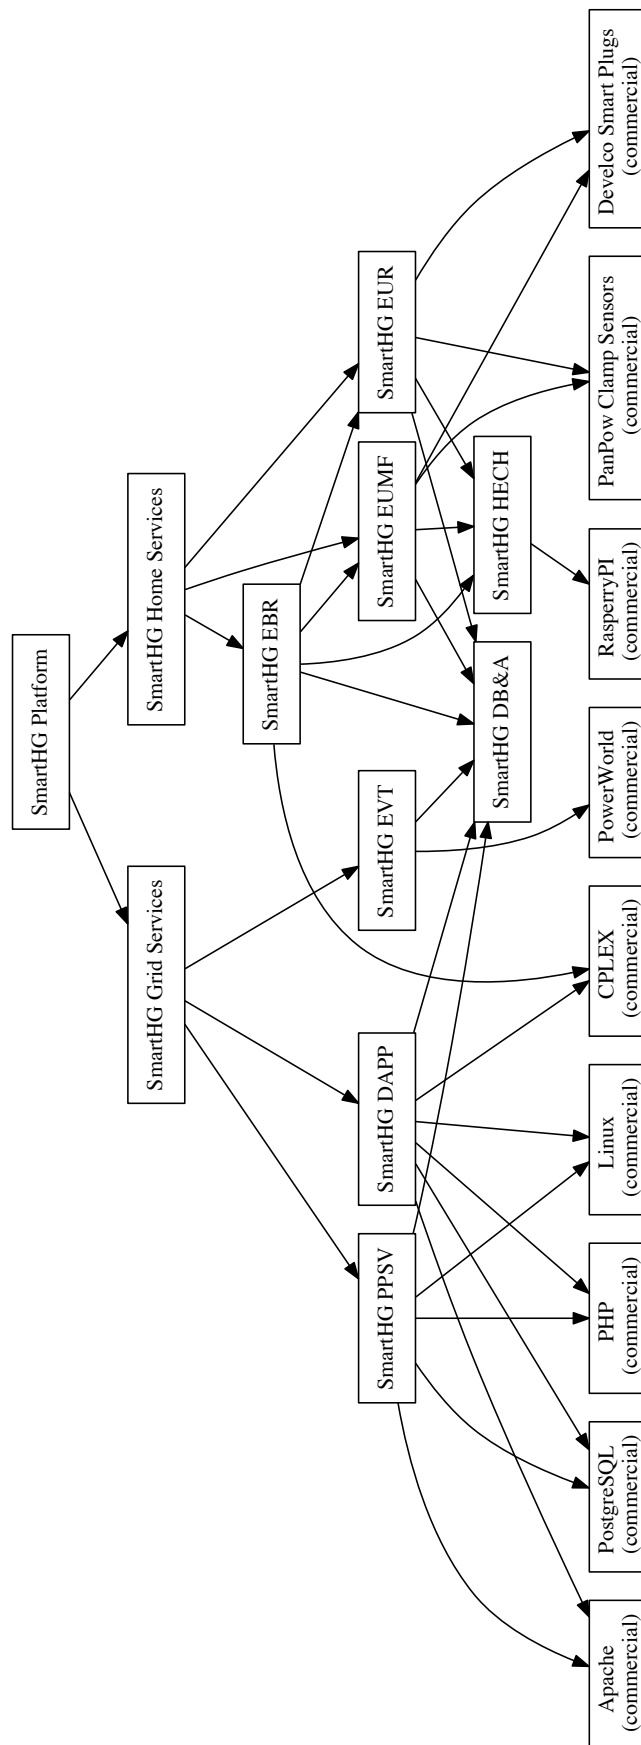 SmartHG Platform
SmartHG Grid Services
SmartHG Home Services
SmartHG EBR
SmartHG PPSV
SmartHG DAPP
SmartHG EVT
SmartHG EUMF
SmartHG EUR
SmartHG DB&A
SmartHG HECH
Apache
(commercial)
PostgreSQL
(commercial)
PHP
(commercial)
Linux
(commercial)
CPLEX
(commercial)
PowerWorld
(commercial)
RasperryPI
(commercial)
PanPow Clamp Sensors
(commercial)
Develco Smart Plugs
(commercial)